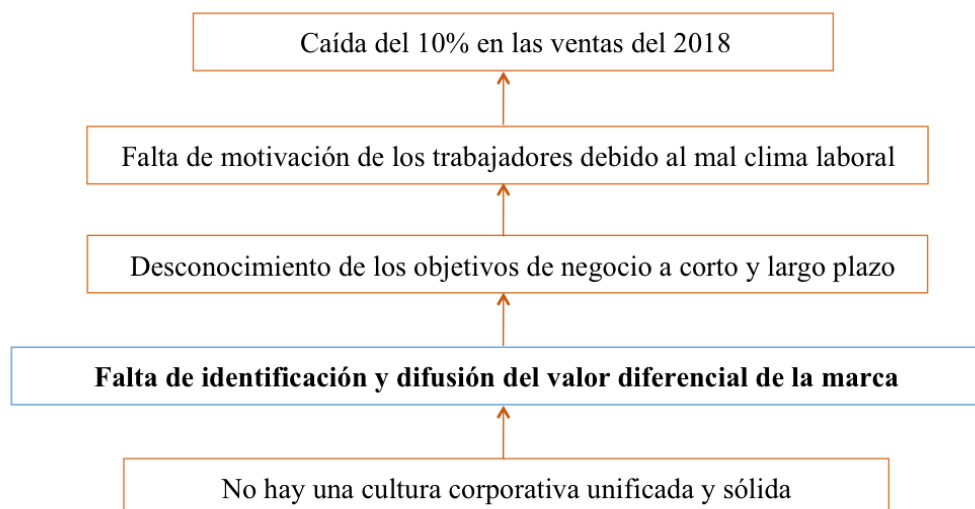 Caída del 10% en las ventas del 2018
Falta de motivación de los trabajadores debido al mal clima laboral
Desconocimiento de los objetivos de negocio a corto y largo plazo
Falta de identificación y difusión del valor diferencial de la marca
No hay una cultura corporativa unificada y sólida